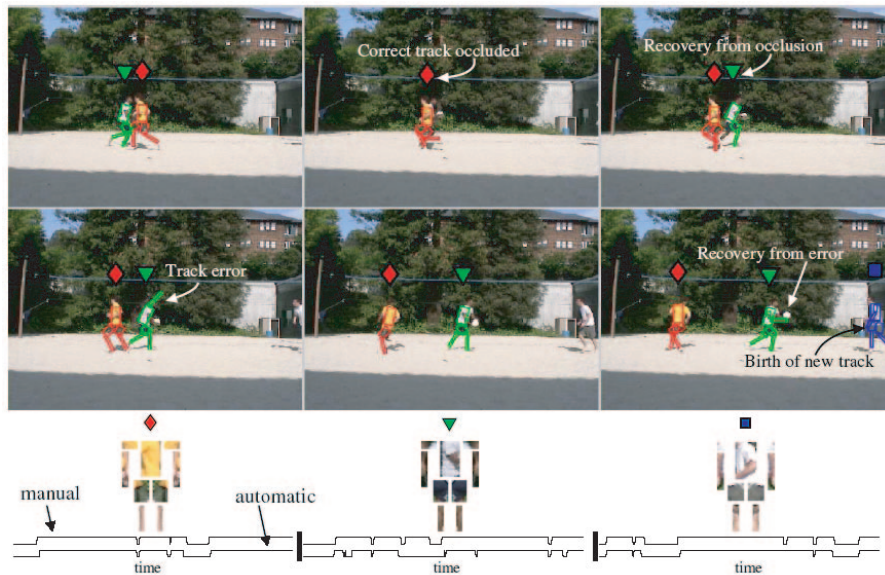 Correct track occluded
Recovery from occlusion
Track error
Recovery from error
Birth of new track
manual
automatic
time
time
time